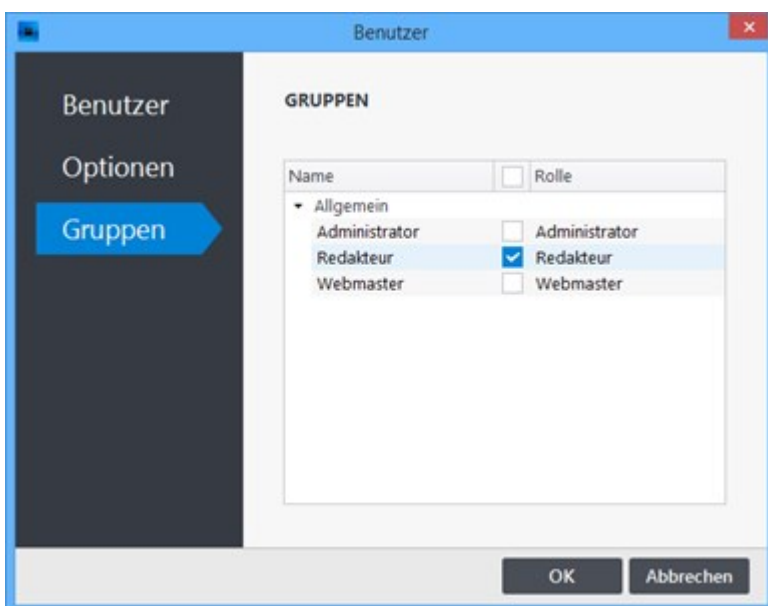 Benutzer
Benutzer
Optionen
Gruppen
GRUPPEN
Name Rolle
Allgemein
Administrator Administrator
Redakteur Redakteur
Webmaster Webmaster
OK Abbrechen